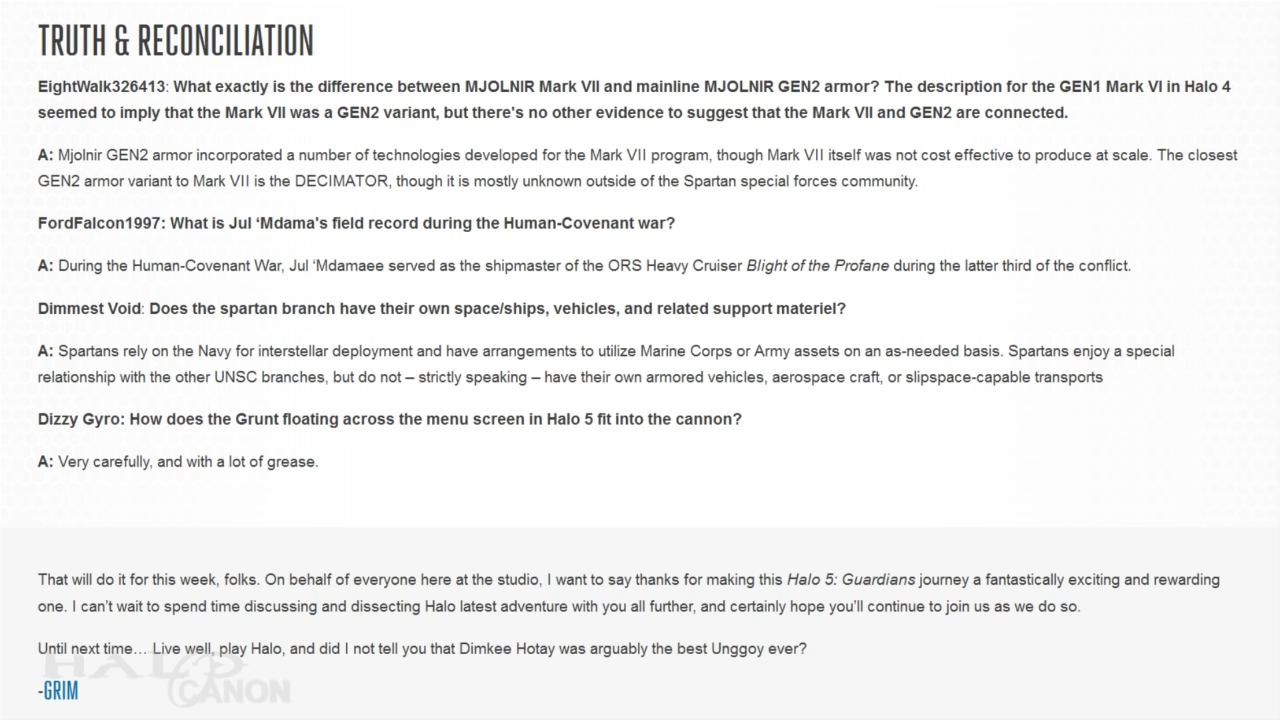 TRUTH & RECONCILIATION
EightWalk326413: What exactly is the difference between MJOLNIR Mark VII and mainline MJOLNIR GEN2 armor? The description for the GEN1 Mark VI in Halo 4
seemed to imply that the Mark VII was a GEN2 variant, but there's no other evidence to suggest that the Mark VII and GEN2 are connected.
A: Mjolnir GEN2 armor incorporated a number of technologies developed for the Mark VII program, though Mark VII itself was not cost effective to produce at scale. The closest
GEN2 armor variant to Mark VII is the DECIMATOR, though it is mostly unknown outside of the Spartan special forces community.
FordFalcon1997: What is Jul ‘Mdama's field record during the Human-Covenant war?
A: During the Human-Covenant War, Jul ‘Mdamaee served as the shipmaster of the ORS Heavy Cruiser Blight of the Profane during the latter third of the conflict.
Dimmest Void: Does the spartan branch have their own space/ships, vehicles, and related support materiel?
A: Spartans rely on the Navy for interstellar deployment and have arrangements to utilize Marine Corps or Army assets on an as-needed basis. Spartans enjoy a special
relationship with the other UNSC branches, but do not – strictly speaking – have their own armored vehicles, aerospace craft, or slipspace-capable transports
Dizzy Gyro: How does the Grunt floating across the menu screen in Halo 5 fit into the cannon?
A: Very carefully, and with a lot of grease.
That will do it for this week, folks. On behalf of everyone here at the studio, I want to say thanks for making this Halo 5: Guardians journey a fantastically exciting and rewarding
one. I can’t wait to spend time discussing and dissecting Halo latest adventure with you all further, and certainly hope you’ll continue to join us as we do so.
Until next time… Live well, play Halo, and did I not tell you that Dimkee Hotay was arguably the best Unggoy ever?
HALO
CANON
-GRIM